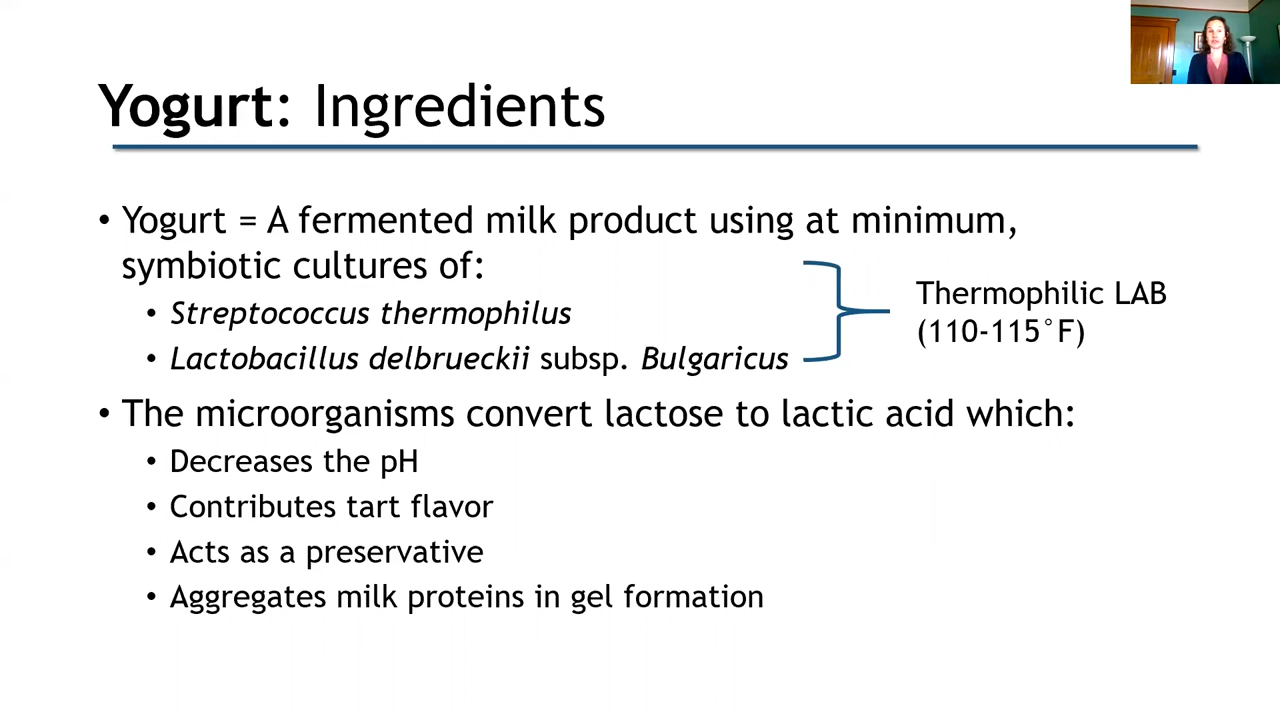 Yogurt: Ingredients
• Yogurt = A fermented milk product using at minimum,
symbiotic cultures of:
• Streptococcus thermophilus
• Lactobacillus delbrueckii subsp. Bulgaricus
Thermophilic LAB
(110-115°F)
• The microorganisms convert lactose to lactic acid which:
• Decreases the pH
• Contributes tart flavor
• Acts as a preservative
• Aggregates milk proteins in gel formation